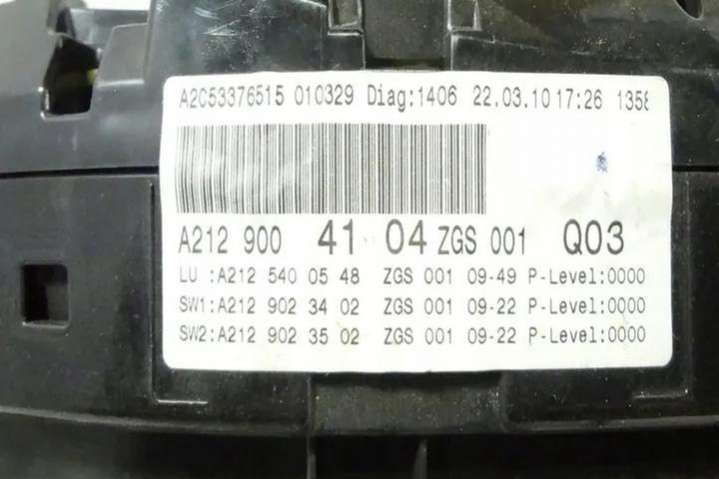 A2C53376515 010329 Diag:1406 22.03.10 17:26 1358
A212 900 41 04 ZGS 001 Q03
LU :A212 540 05 48 ZGS 001 09-49 P-Level:0000
SW1:A212 902 34 02 ZGS 001 09-22 P-Level:0000
SW2:A212 902 35 02 ZGS 001 09-22 P-Level:0000